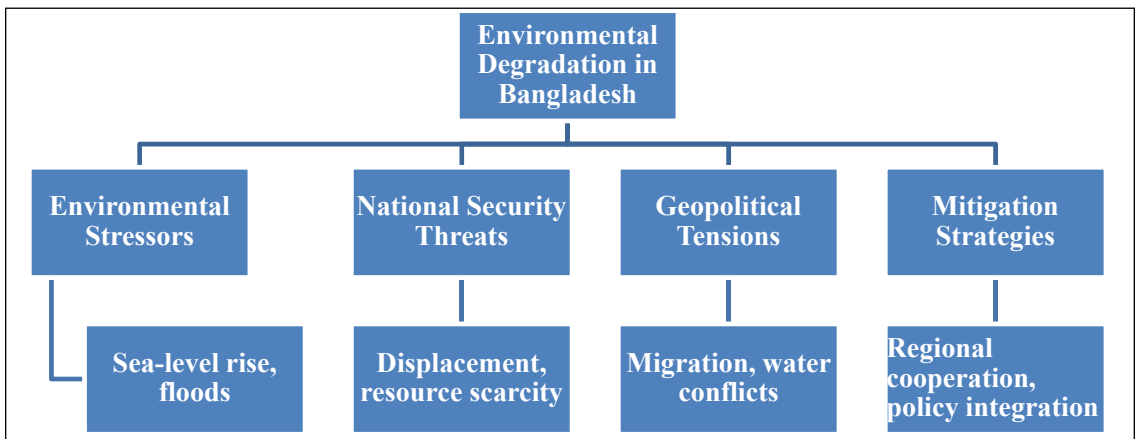 Environmental
Degradation in
Bangladesh
Environmental
Stressors
National Security
Threats
Geopolitical
Tensions
Mitigation
Strategies
Sea-level rise,
floods
Displacement,
resource scarcity
Migration, water
conflicts
Regional
cooperation,
policy integration